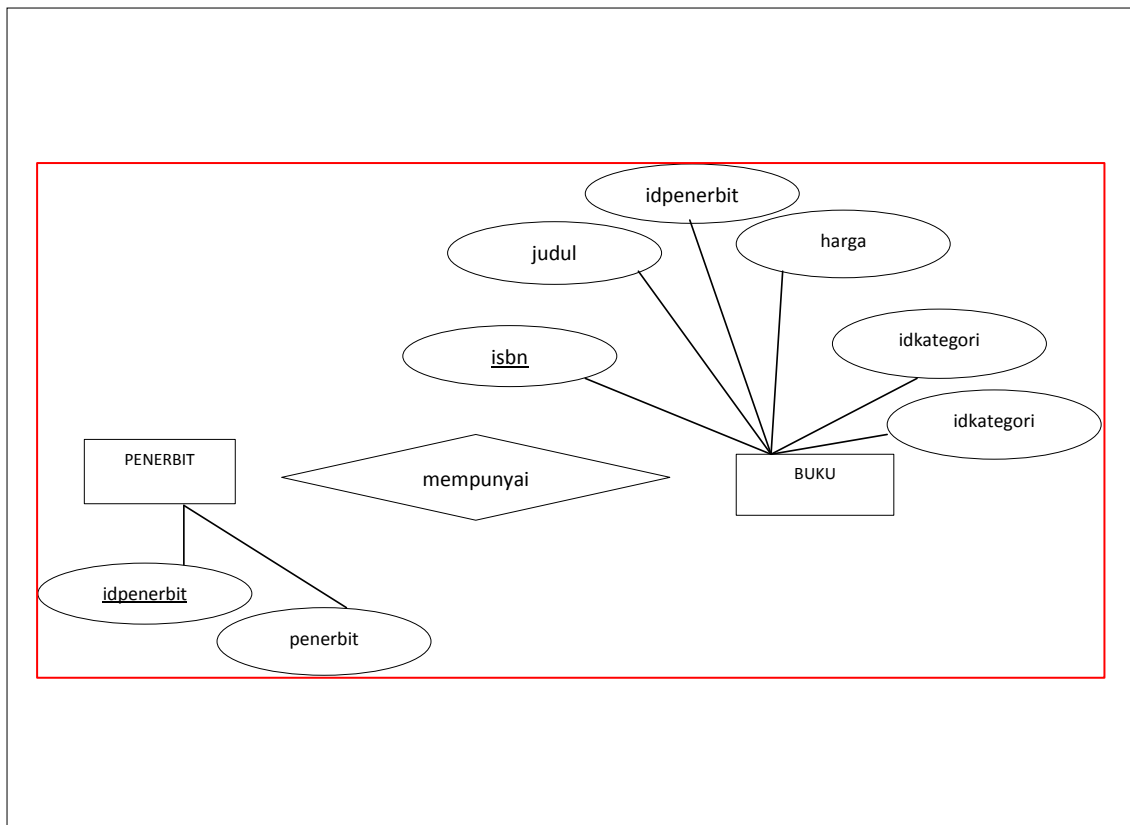 idpenerbit
judul
harga
isbn
idkategori
idkategori
PENERBIT
mempunyai
BUKU
idpenerbit
penerbit